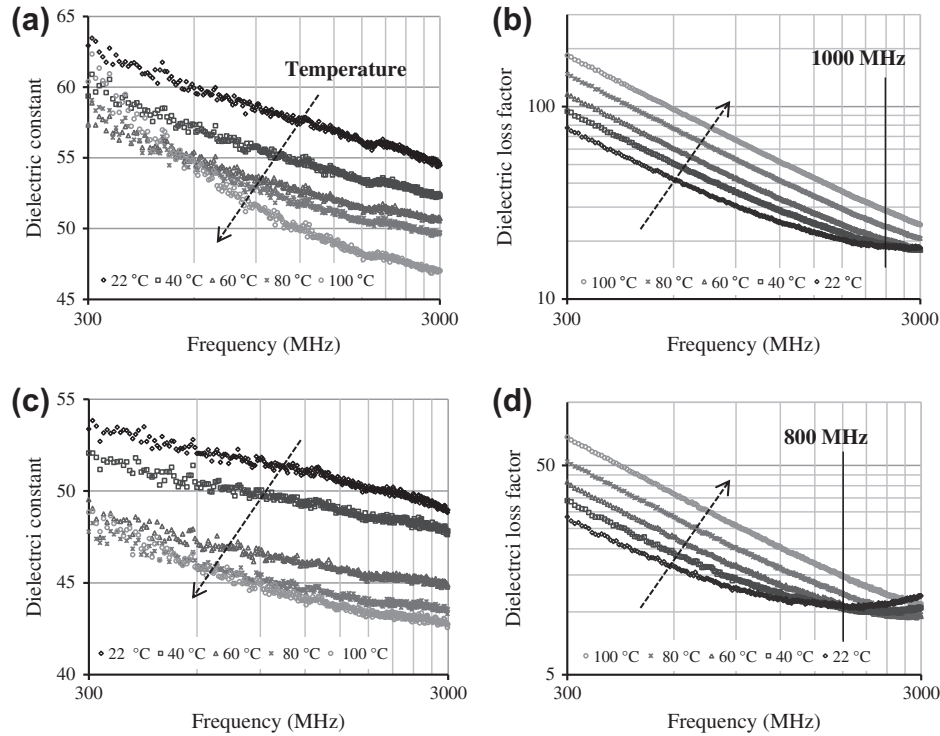 (a)
65
60
55
50
45
Dielectric constant
Temperature
22 °C 40 °C 60 °C 80 °C 100 °C
300 3000
Frequency (MHz)
(b)
100
10
Dielectric loss factor
1000 MHz
100 °C 80 °C 60 °C 40 °C 22 °C
300 3000
Frequency (MHz)
(c)
55
50
45
40
Dielectrci constant
22 °C 40 °C 60 °C 80 °C 100 °C
300 3000
Frequency (MHz)
(d)
50
5
Dielectrci loss factor
800 MHz
100 °C 80 °C 60 °C 40 °C 22 °C
300 3000
Frequency (MHz)